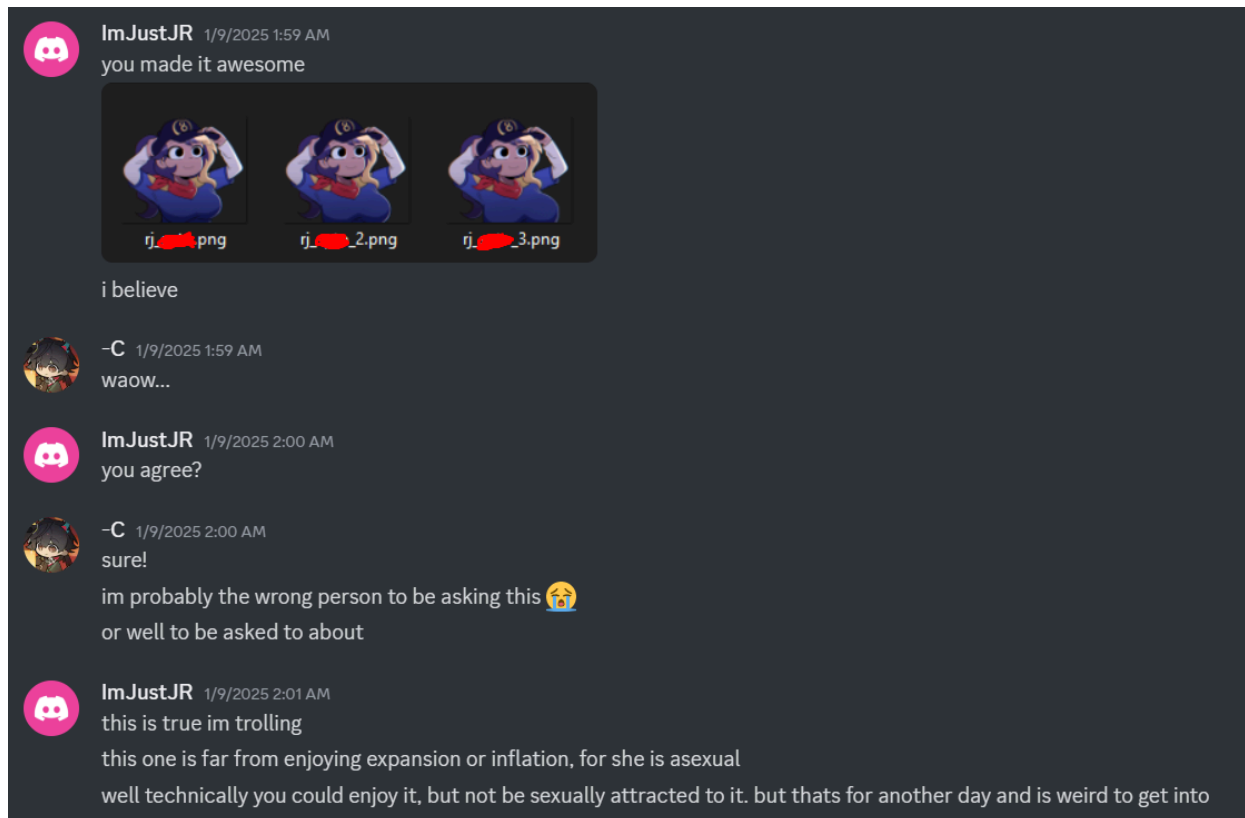 ImJustJR 1/9/2025 1:59 AM
you made it awesome
8 8 8
rj_ .png rj_ _2.png rj_ _3.png
i believe
-C 1/9/2025 1:59 AM
waow...
ImJustJR 1/9/2025 2:00 AM
you agree?
-C 1/9/2025 2:00 AM
sure!
im probably the wrong person to be asking this 😭
or well to be asked to about
ImJustJR 1/9/2025 2:01 AM
this is true im trolling
this one is far from enjoying expansion or inflation, for she is asexual
well technically you could enjoy it, but not be sexually attracted to it. but thats for another day and is weird to get into